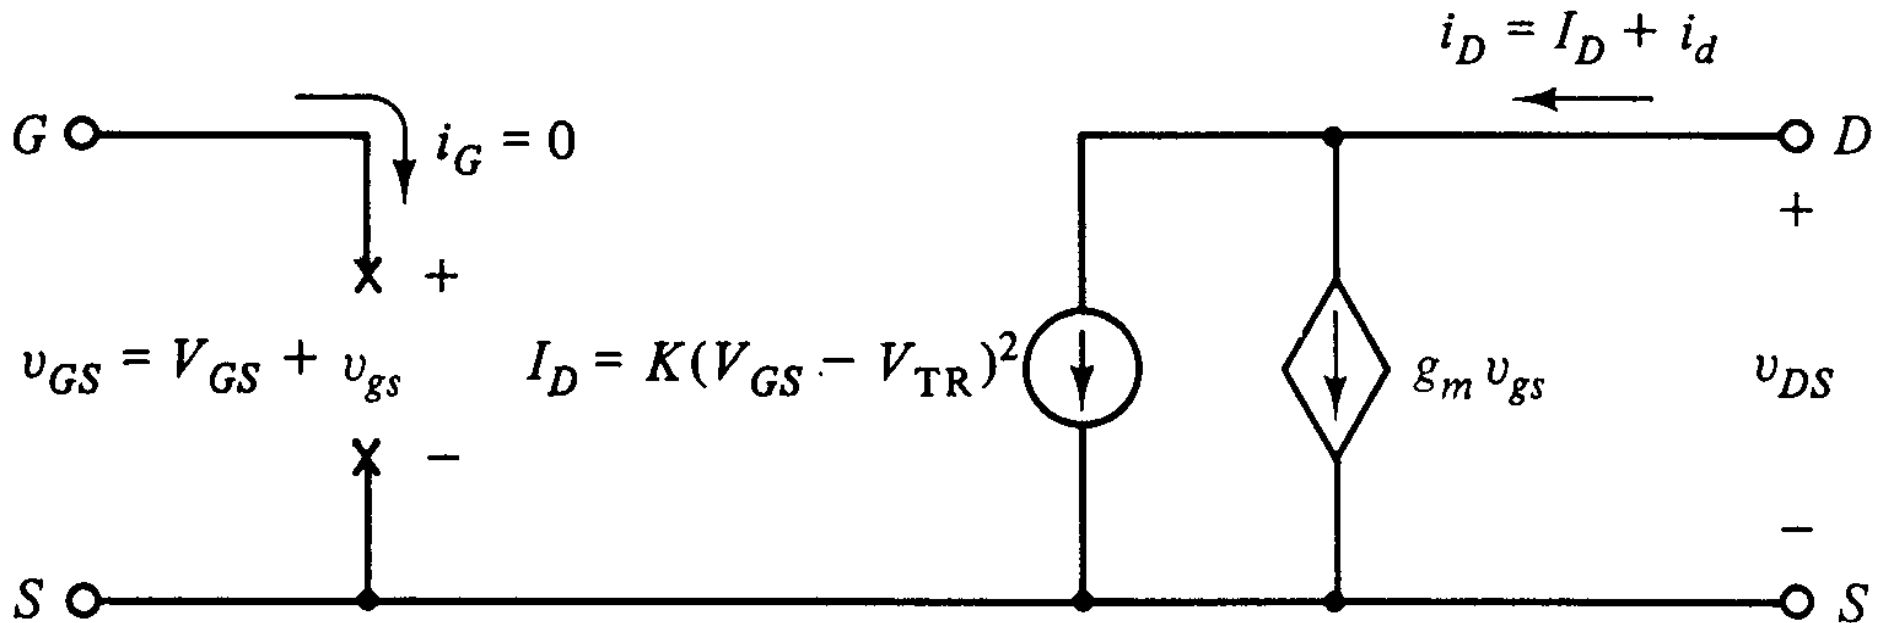 i_D = I_D + i_d
G
i_G = 0
D
+
+
v_GS = V_GS + v_gs
I_D = K(V_GS - V_TR)^2
g_m v_gs
v_DS
-
-
S
S